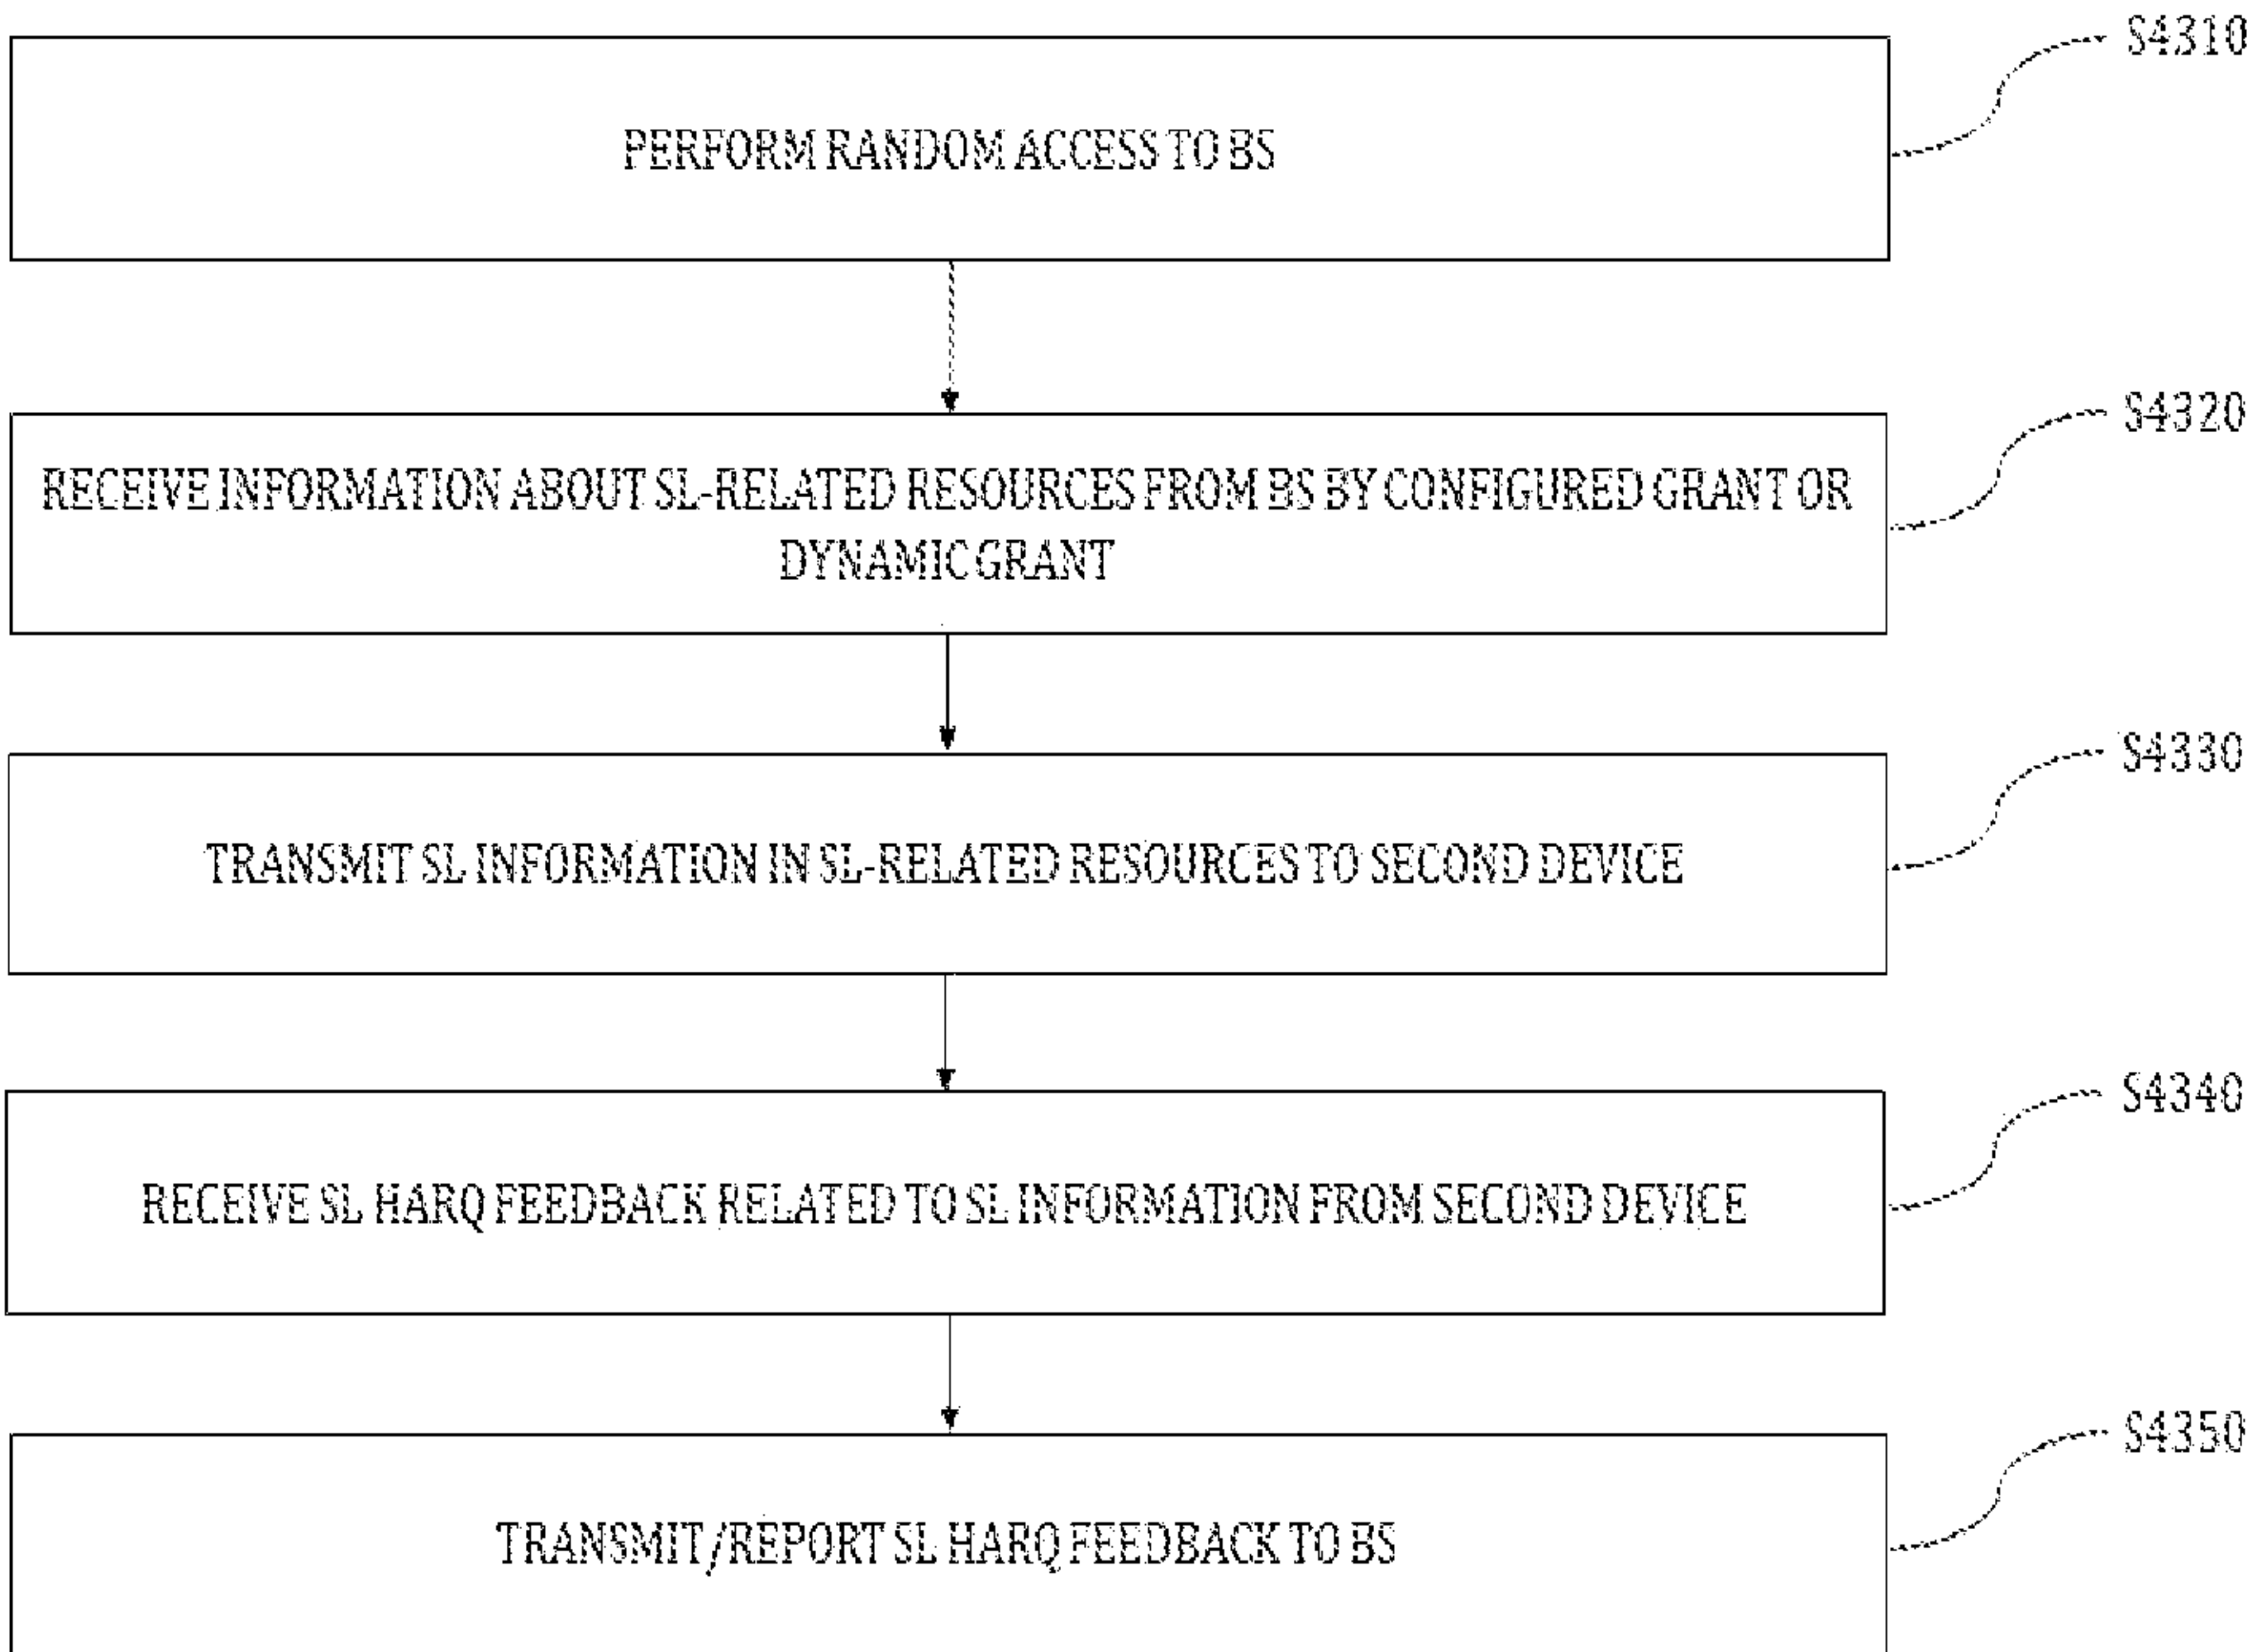 S4310
PERFORM RANDOM ACCESS TO BS
S4320
RECEIVE INFORMATION ABOUT SL-RELATED RESOURCES FROM BS BY CONFIGURED GRANT OR
DYNAMIC GRANT
S4330
TRANSMIT SL INFORMATION IN SL-RELATED RESOURCES TO SECOND DEVICE
S4340
RECEIVE SL HARQ FEEDBACK RELATED TO SL INFORMATION FROM SECOND DEVICE
S4350
TRANSMIT/REPORT SL HARQ FEEDBACK TO BS